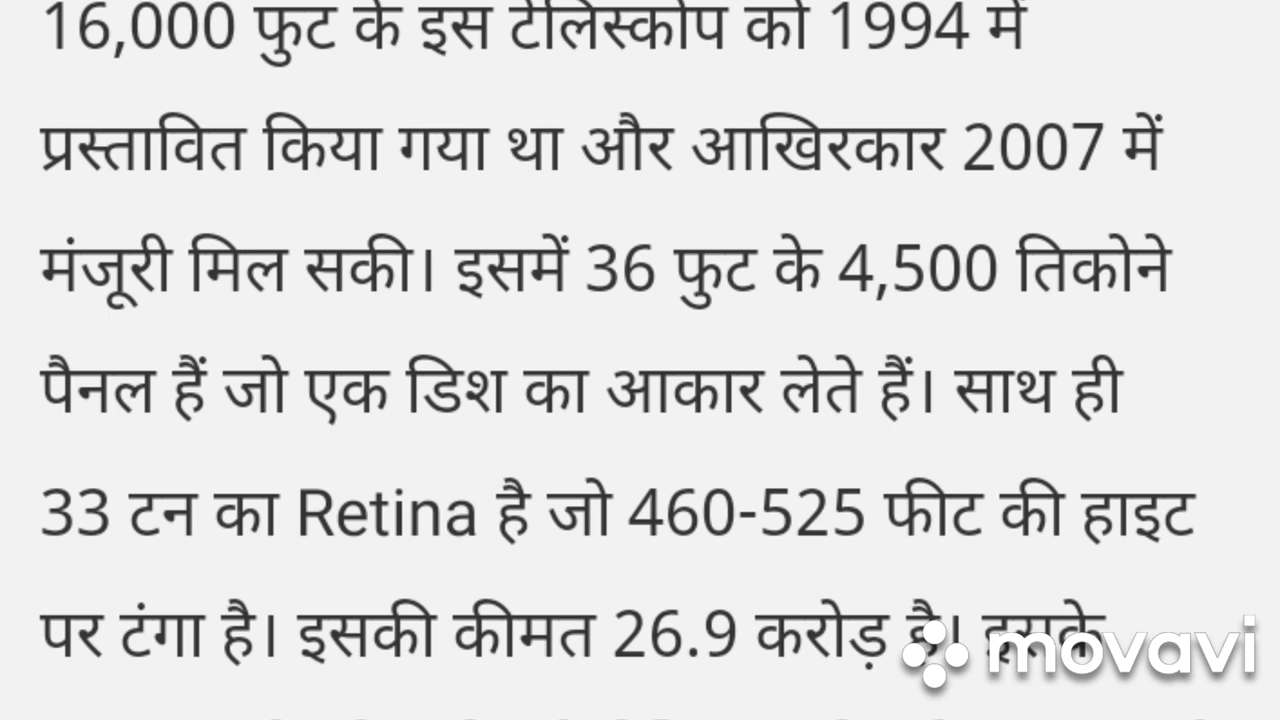 16,000 फुट के इस टेलिस्कोप को 1994 में
प्रस्तावित किया गया था और आखिरकार 2007 में
मंजूरी मिल सकी। इसमें 36 फुट के 4,500 तिकोने
पैनल हैं जो एक डिश का आकार लेते हैं। साथ ही
33 टन का Retina है जो 460-525 फीट की हाइट
पर टंगा है। इसकी कीमत 26.9 करोड़ है। इसके
movavi